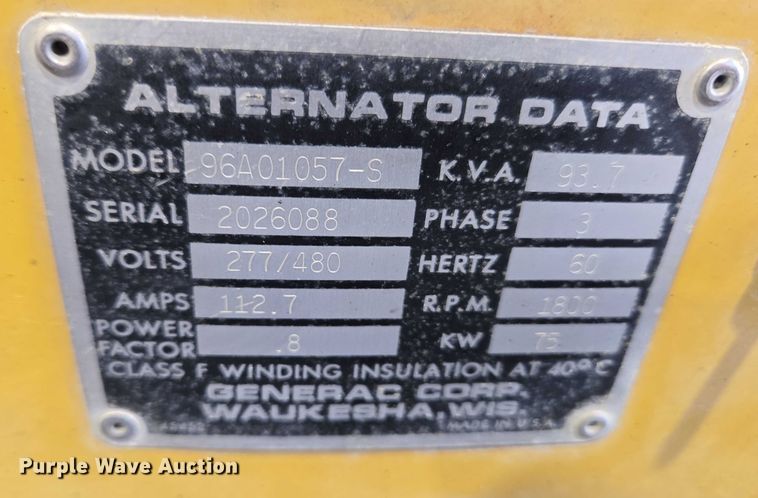 ALTERNATOR DATA
MODEL 96A01057-S K.V.A. 93.7
SERIAL 2026088 PHASE 3
VOLTS 277/480 HERTZ 60
AMPS 112.7 R.P.M. 1800
POWER FACTOR .8 KW 75
CLASS F WINDING INSULATION AT 40°C
GENERAC CORP.
WAUKESHA, WIS.
MADE IN U.S.A.
Purple Wave Auction